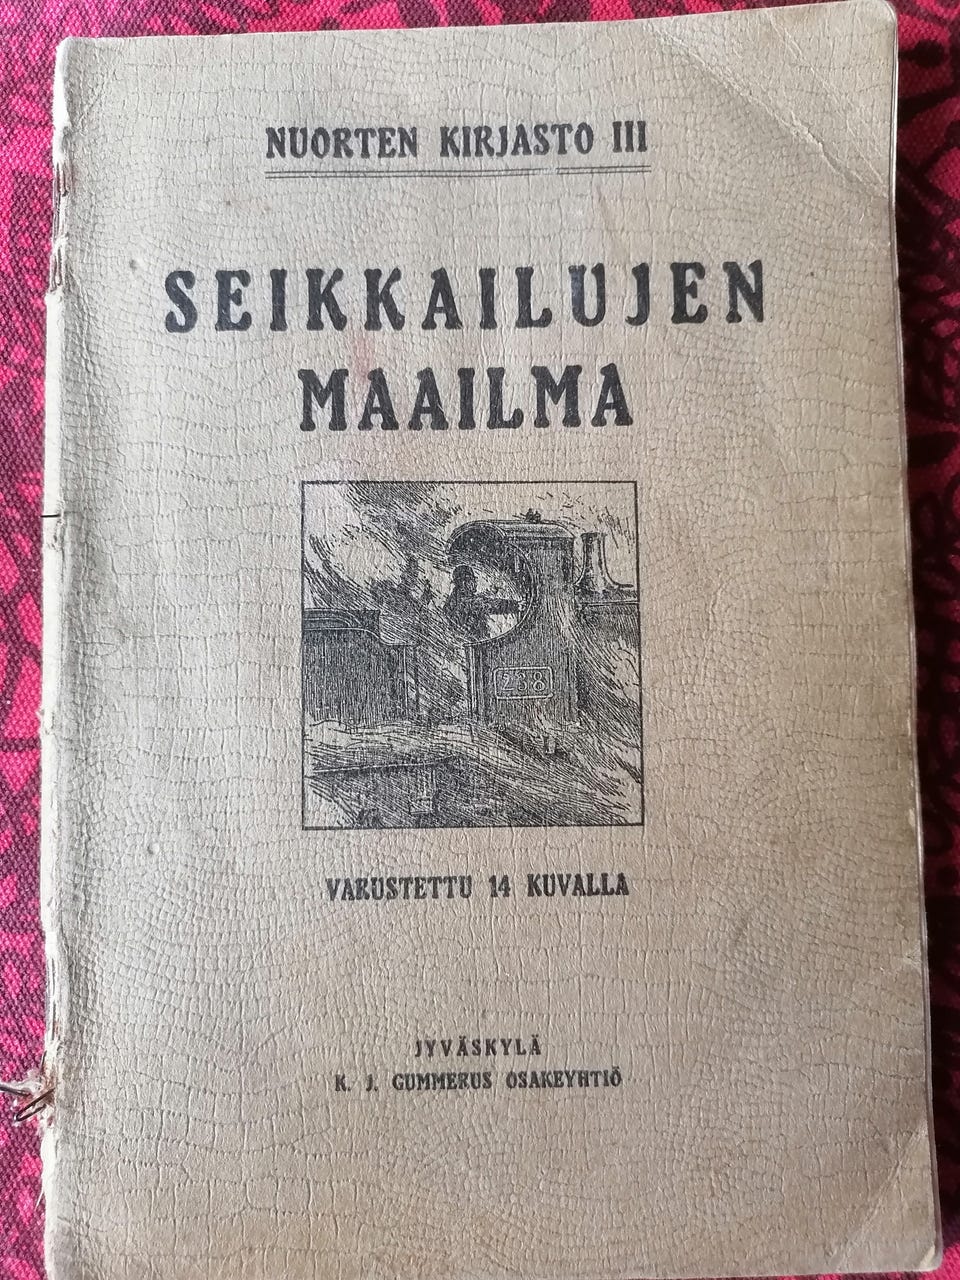 NUORTEN KIRJASTO III
SEIKKAILUJEN
MAAILMA
238
VARUSTETTU 14 KUVALLA
JYVÄSKYLÄ
K. J. GUMMERUS OSAKEYHTIÖ